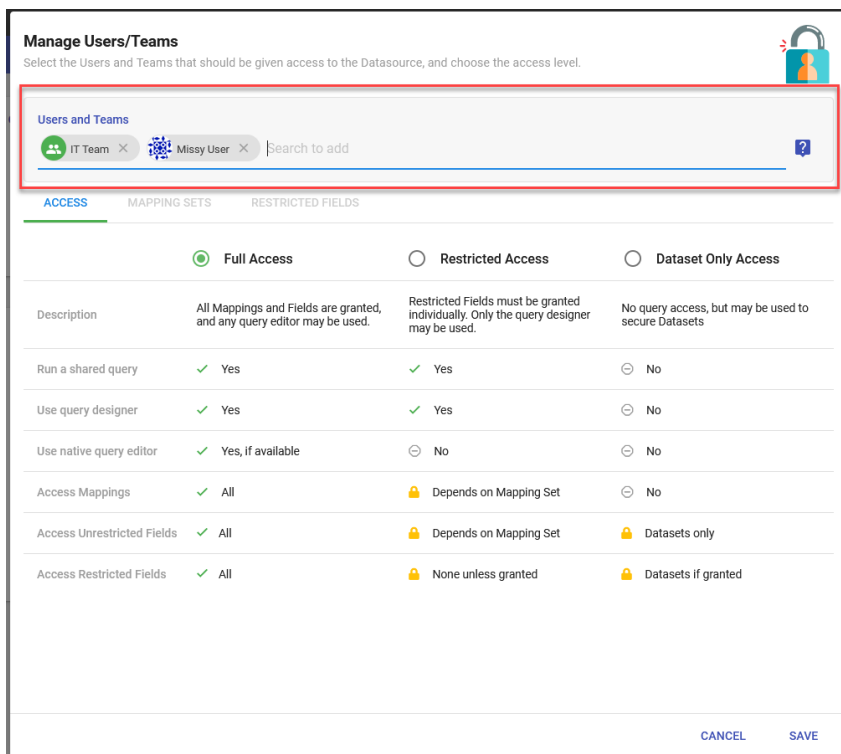 Manage Users/Teams
Select the Users and Teams that should be given access to the Datasource, and choose the access level.
Users and Teams
IT Team Missy User Search to add ?
ACCESS MAPPING SETS RESTRICTED FIELDS
Full Access Restricted Access Dataset Only Access
Description
All Mappings and Fields are granted,
and any query editor may be used.
Restricted Fields must be granted
individually. Only the query designer
may be used.
No query access, but may be used to
secure Datasets
Run a shared query Yes Yes No
Use query designer Yes Yes No
Use native query editor Yes, if available No No
Access Mappings All Depends on Mapping Set No
Access Unrestricted Fields All Depends on Mapping Set Datasets only
Access Restricted Fields All None unless granted Datasets if granted
CANCEL SAVE